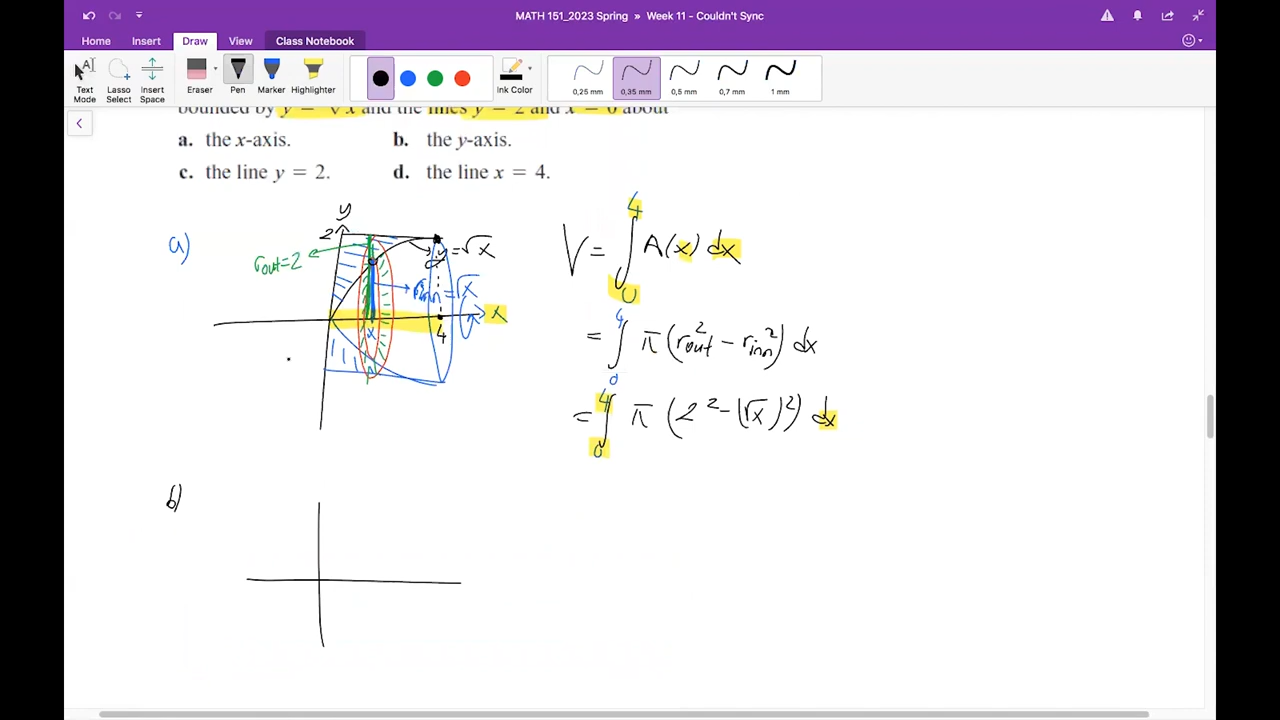 MATH 151_2023 Spring » Week 11 - Couldn't Sync
Home Insert Draw View Class Notebook
Text Mode Lasso Select Insert Space Eraser Pen Marker Highlighter Ink Color 0,25 mm 0,35 mm 0,5 mm 0,7 mm 1 mm
bounded by y = √x and the lines y = 2 and x = 0 about
a. the x-axis. b. the y-axis.
c. the line y = 2. d. the line x = 4.
a)
y
2
y = √x
r_out = 2
r_inn = √x
x
x
4
V = ∫₀⁴ A(x) dx
= ∫₀⁴ π (r_out² − r_inn²) dx
= ∫₀⁴ π (2² − (√x)²) dx
b)